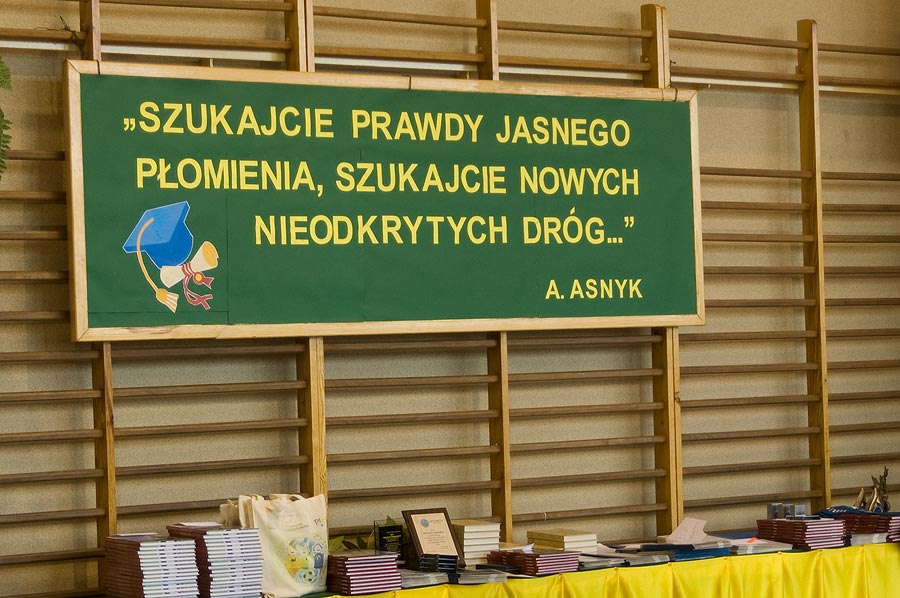 „SZUKAJCIE PRAWDY JASNEGO
PŁOMIENIA, SZUKAJCIE NOWYCH
NIEODKRYTYCH DRÓG...”
A. ASNYK